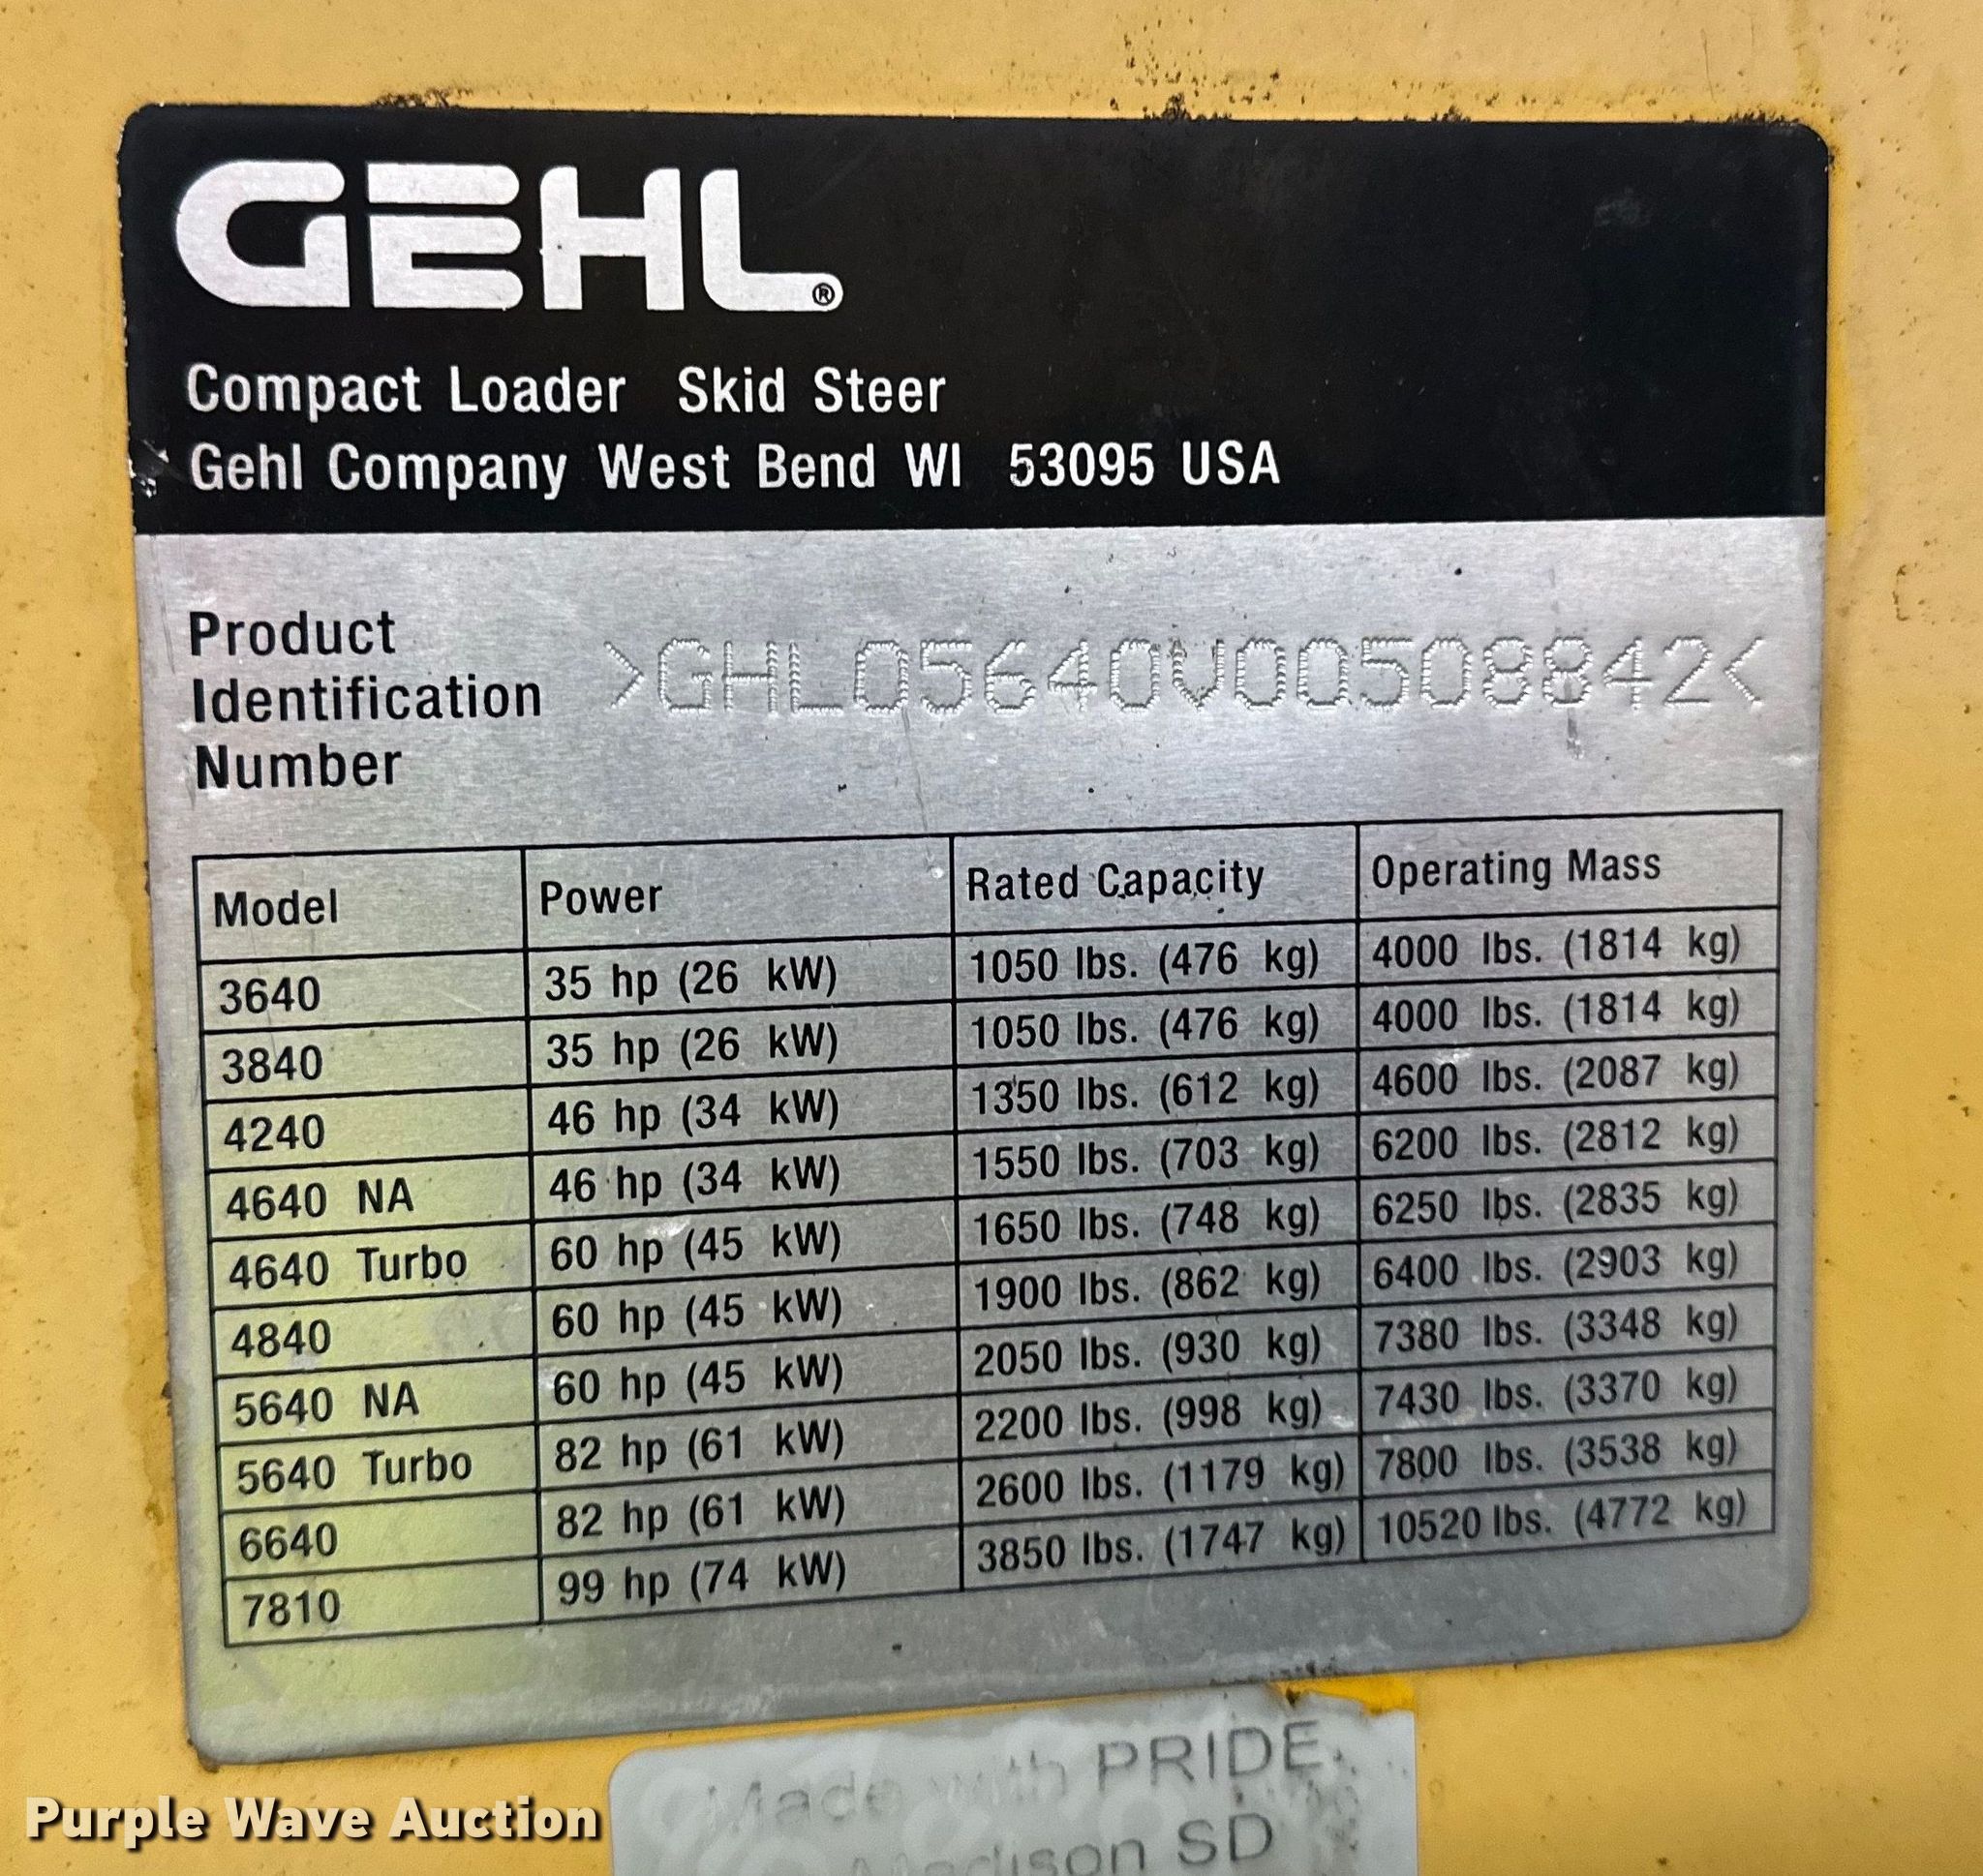 GEHL®
Compact Loader Skid Steer
Gehl Company West Bend WI 53095 USA
Product
Identification
Number
>GHL05640V00508842<
Model Power Rated Capacity Operating Mass
3640 35 hp (26 kW) 1050 lbs. (476 kg) 4000 lbs. (1814 kg)
3840 35 hp (26 kW) 1050 lbs. (476 kg) 4000 lbs. (1814 kg)
4240 46 hp (34 kW) 1350 lbs. (612 kg) 4600 lbs. (2087 kg)
4640 NA 46 hp (34 kW) 1550 lbs. (703 kg) 6200 lbs. (2812 kg)
4640 Turbo 60 hp (45 kW) 1650 lbs. (748 kg) 6250 lbs. (2835 kg)
4840 60 hp (45 kW) 1900 lbs. (862 kg) 6400 lbs. (2903 kg)
5640 NA 60 hp (45 kW) 2050 lbs. (930 kg) 7380 lbs. (3348 kg)
5640 Turbo 82 hp (61 kW) 2200 lbs. (998 kg) 7430 lbs. (3370 kg)
6640 82 hp (61 kW) 2600 lbs. (1179 kg) 7800 lbs. (3538 kg)
7810 99 hp (74 kW) 3850 lbs. (1747 kg) 10520 lbs. (4772 kg)
Made with PRIDE
Madison SD
Purple Wave Auction